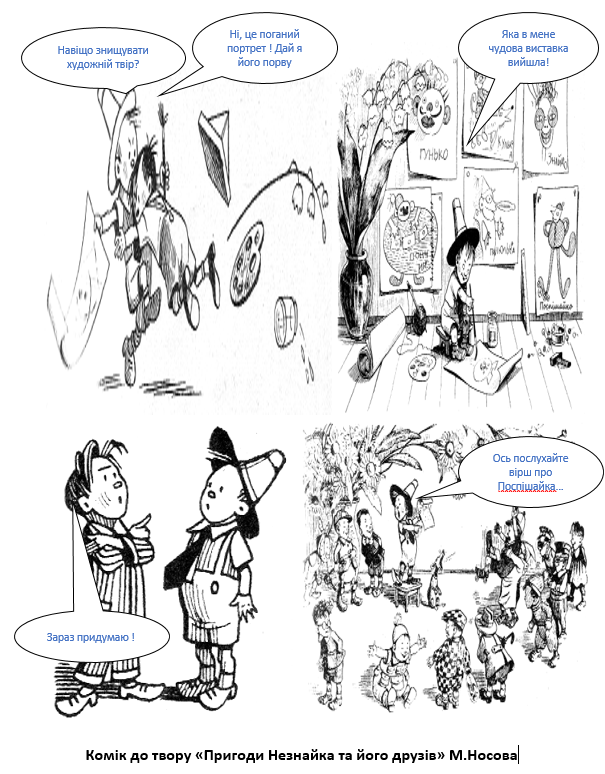 Навіщо знищувати
художній твір?
Ні, це поганий
портрет ! Дай я
його порву
Яка в мене
чудова виставка
вийшла!
ГУНЬКО
Поспішайко
Зараз придумаю !
Ось послухайте
вірш про
Поспішайка...
Комік до твору «Пригоди Незнайка та його друзів» М.Носова